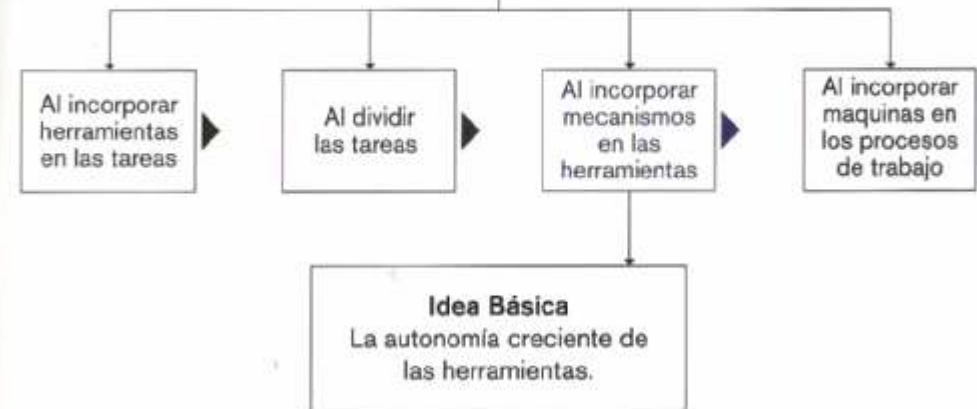 Al incorporar
herramientas
en las tareas
Al dividir
las tareas
Al incorporar
mecanismos
en las
herramientas
Al incorporar
maquinas en
los procesos
de trabajo
Idea Básica
La autonomía creciente de
las herramientas.